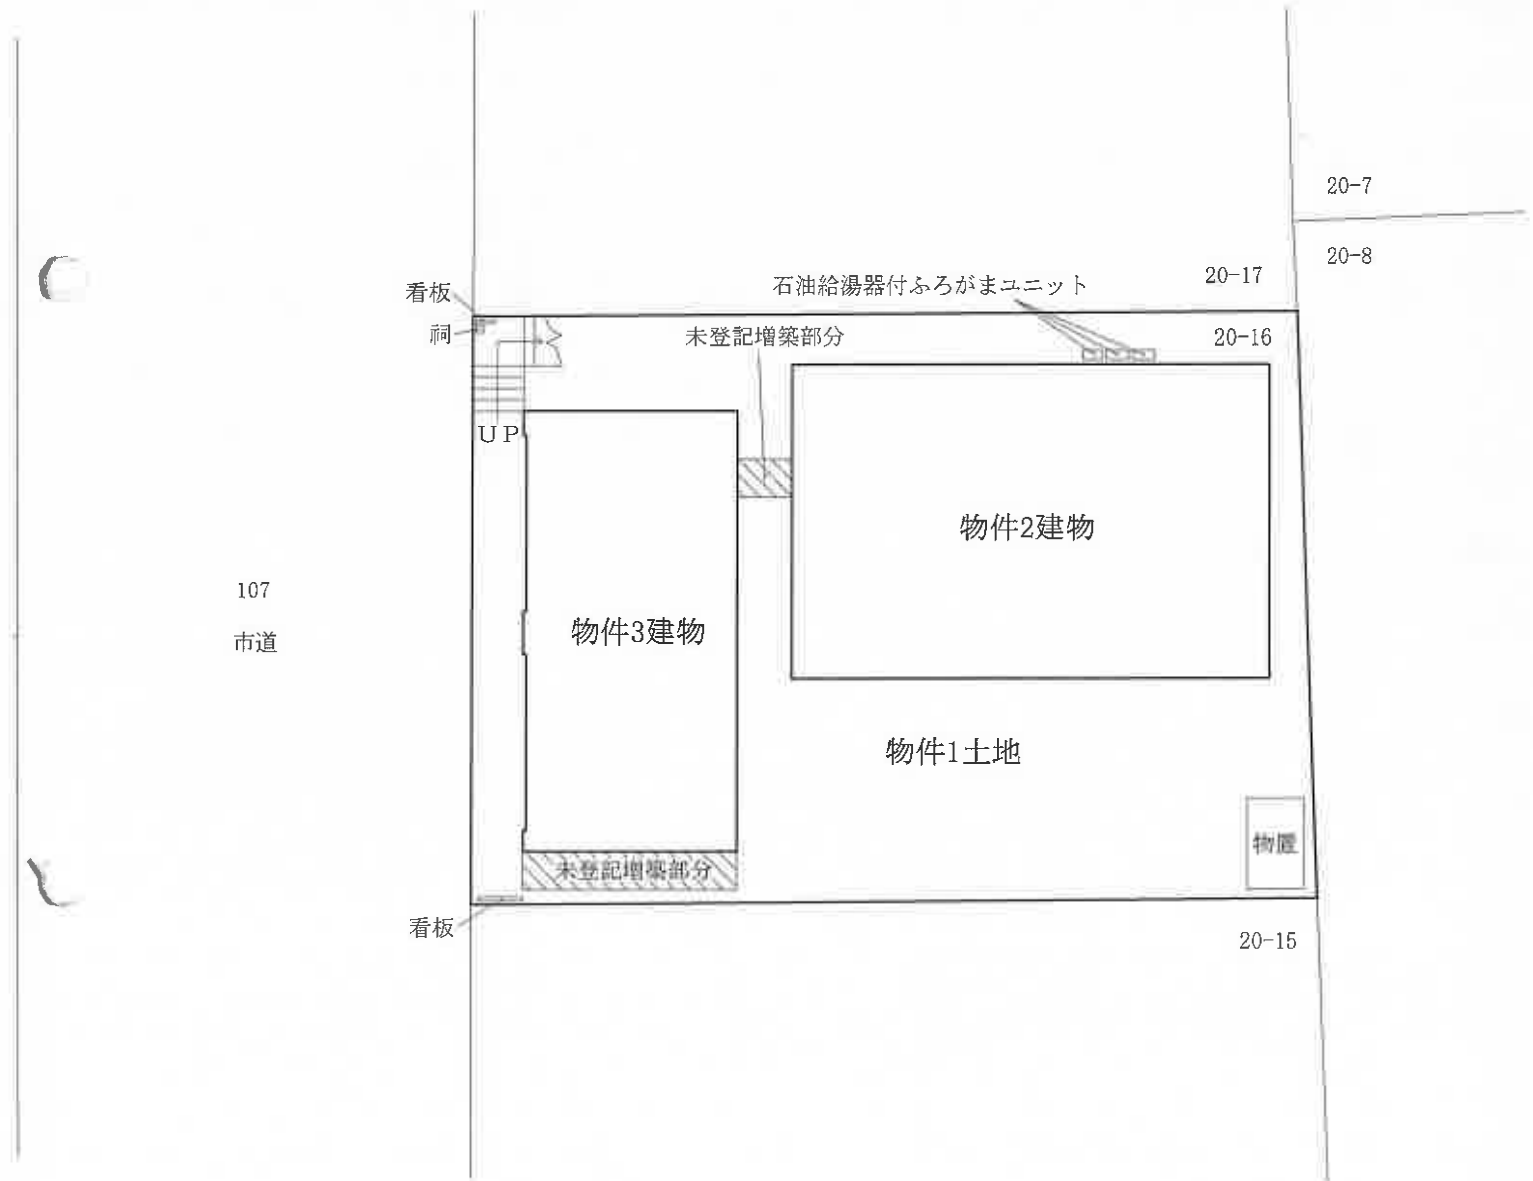 20-7
20-8
20-17
石油給湯器付ふろがまユニット
看板
祠
未登記増築部分
20-16
UP
物件2建物
107
市道
物件3建物
物件1土地
物置
未登記増築部分
看板
20-15